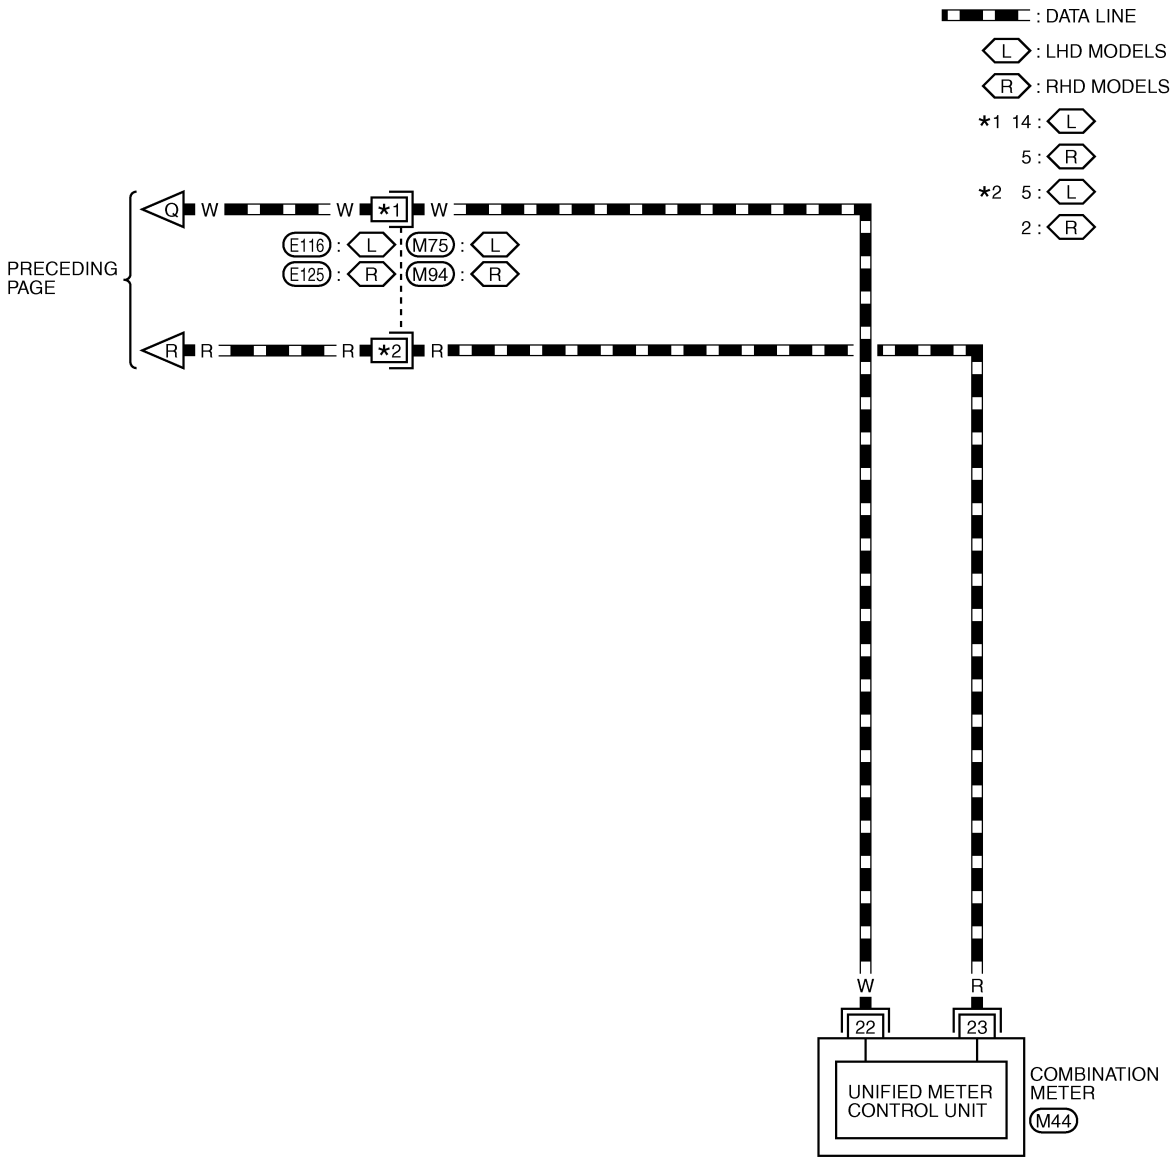 : DATA LINE
L : LHD MODELS
R : RHD MODELS
*1 14 : L
5 : R
*2 5 : L
2 : R
Q W W *1 W
E116 : L M75 : L
E125 : R M94 : R
PRECEDING
PAGE
R R R *2 R
W R
22 23
UNIFIED METER
CONTROL UNIT
COMBINATION
METER
M44